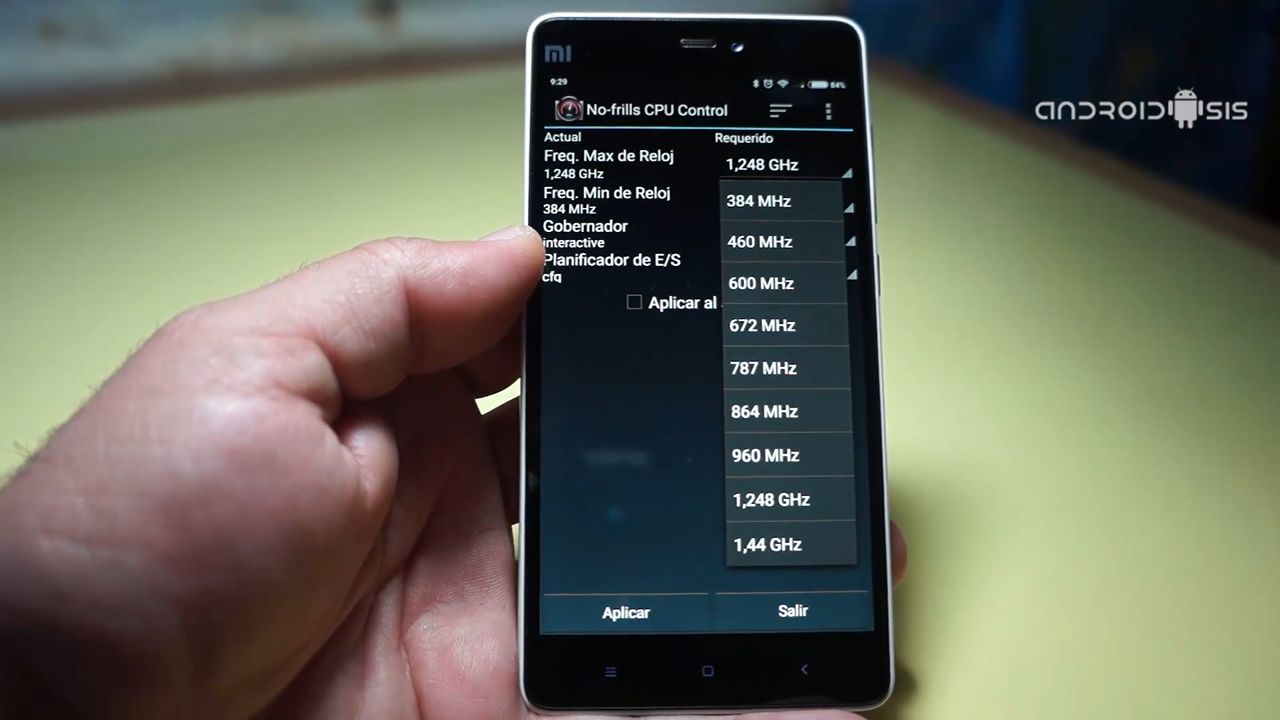 mi
9:29
84%
No-frills CPU Control
Actual
Requerido
Freq. Max de Reloj
1,248 GHz
1,248 GHz
Freq. Min de Reloj
384 MHz
Gobernador
interactive
Planificador de E/S
cfq
Aplicar al
384 MHz
460 MHz
600 MHz
672 MHz
787 MHz
864 MHz
960 MHz
1,248 GHz
1,44 GHz
Aplicar
Salir
ANDROIDSIS